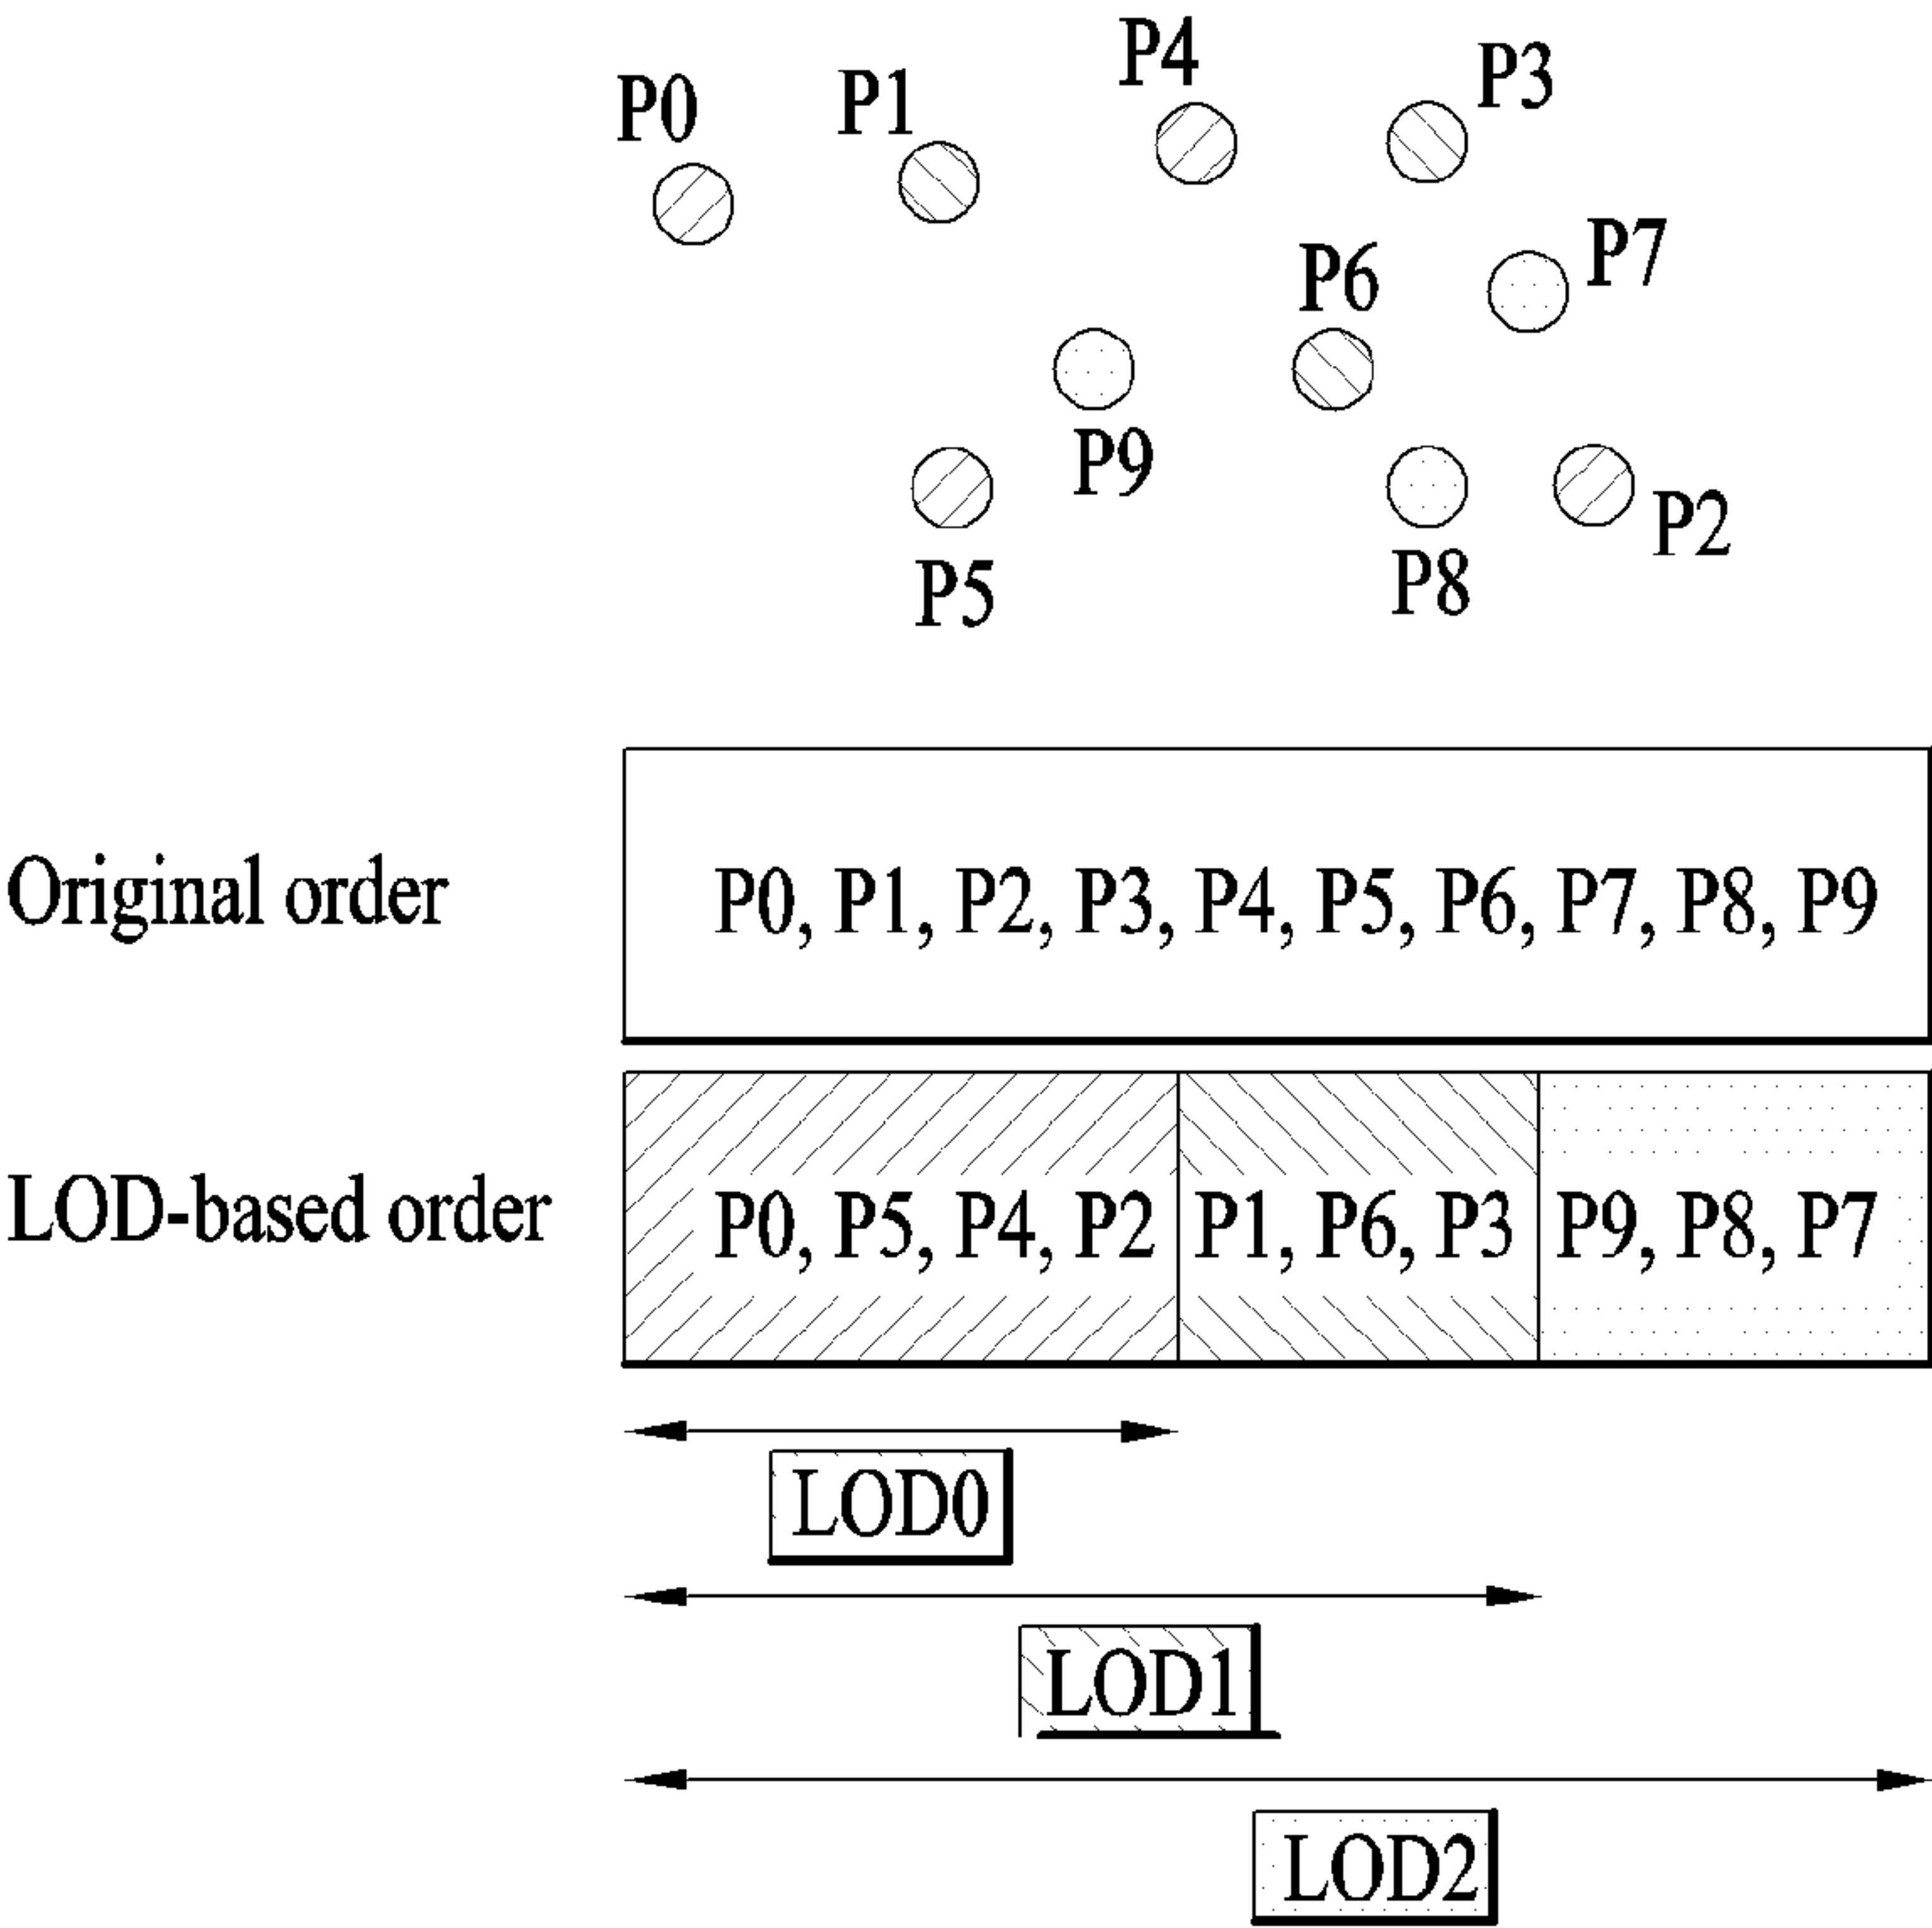 P4
P3
P0
P1
P7
P6
P9
P2
P8
P5
Original order
P0, P1, P2, P3, P4, P5, P6, P7, P8, P9
LOD-based order
P0, P5, P4, P2
P1, P6, P3
P9, P8, P7
LOD0
LOD1
LOD2